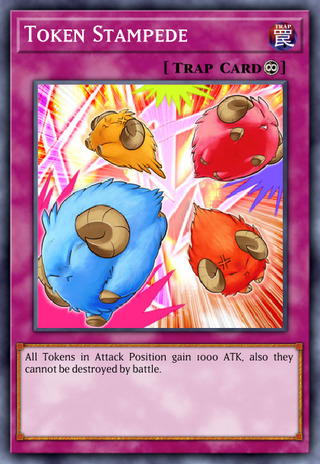 Token Stampede
TRAP
罠
[Trap Card]
All Tokens in Attack Position gain 1000 ATK, also they
cannot be destroyed by battle.